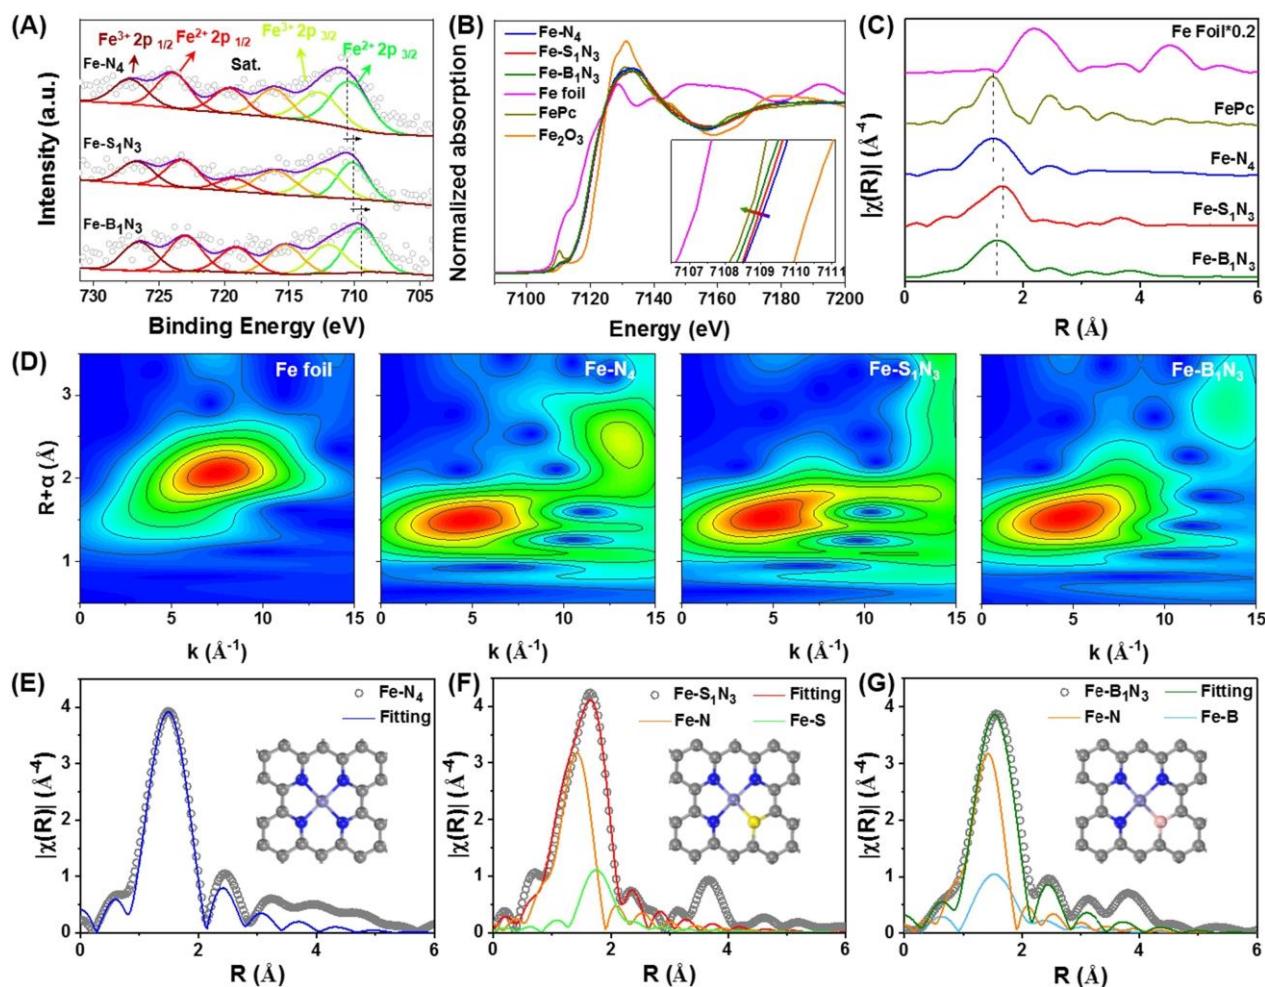 (A)
Fe³⁺ 2p 1/2 Fe²⁺ 2p 1/2 Fe³⁺ 2p 3/2 Fe²⁺ 2p 3/2
Fe-N₄ Sat.
Fe-S₁N₃
Fe-B₁N₃
730 725 720 715 710 705
Binding Energy (eV)
Intensity (a.u.)
(B)
Fe-N₄
Fe-S₁N₃
Fe-B₁N₃
Fe foil
FePc
Fe₂O₃
7107 7108 7109 7110 7111
7100 7120 7140 7160 7180 7200
Energy (eV)
Normalized absorption
(C)
Fe Foil*0.2
FePc
Fe-N₄
Fe-S₁N₃
Fe-B₁N₃
0 2 4 6
R (Å)
|χ(R)| (Å⁻⁴)
(D)
Fe foil
Fe-N₄
Fe-S₁N₃
Fe-B₁N₃
R+α (Å)
3
2
1
0 5 10 15
0 5 10 15
0 5 10 15
0 5 10 15
k (Å⁻¹)
k (Å⁻¹)
k (Å⁻¹)
k (Å⁻¹)
(E)
Fe-N₄
Fitting
|χ(R)| (Å⁻⁴)
4
3
2
1
0
0 2 4 6
R (Å)
(F)
Fe-S₁N₃ Fitting
Fe-N Fe-S
|χ(R)| (Å⁻⁴)
4
3
2
1
0
0 2 4 6
R (Å)
(G)
Fe-B₁N₃ Fitting
Fe-N Fe-B
|χ(R)| (Å⁻⁴)
4
3
2
1
0
0 2 4 6
R (Å)